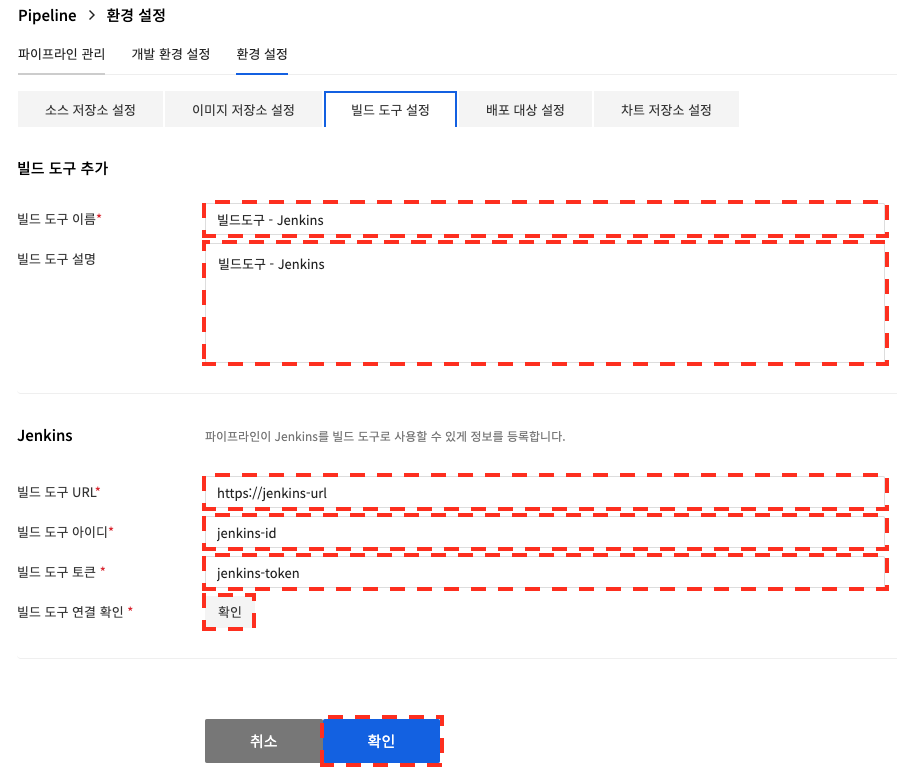 Pipeline > 환경 설정
파이프라인 관리 개발 환경 설정 환경 설정
소스 저장소 설정 이미지 저장소 설정 빌드 도구 설정 배포 대상 설정 차트 저장소 설정
빌드 도구 추가
빌드 도구 이름* 빌드도구 - Jenkins
빌드 도구 설명 빌드도구 - Jenkins
Jenkins 파이프라인이 Jenkins를 빌드 도구로 사용할 수 있게 정보를 등록합니다.
빌드 도구 URL* https://jenkins-url
빌드 도구 아이디* jenkins-id
빌드 도구 토큰 * jenkins-token
빌드 도구 연결 확인 * 확인
취소 확인